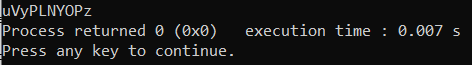 uVyPLNYOPz
Process returned 0 (0x0)   execution time : 0.007 s
Press any key to continue.